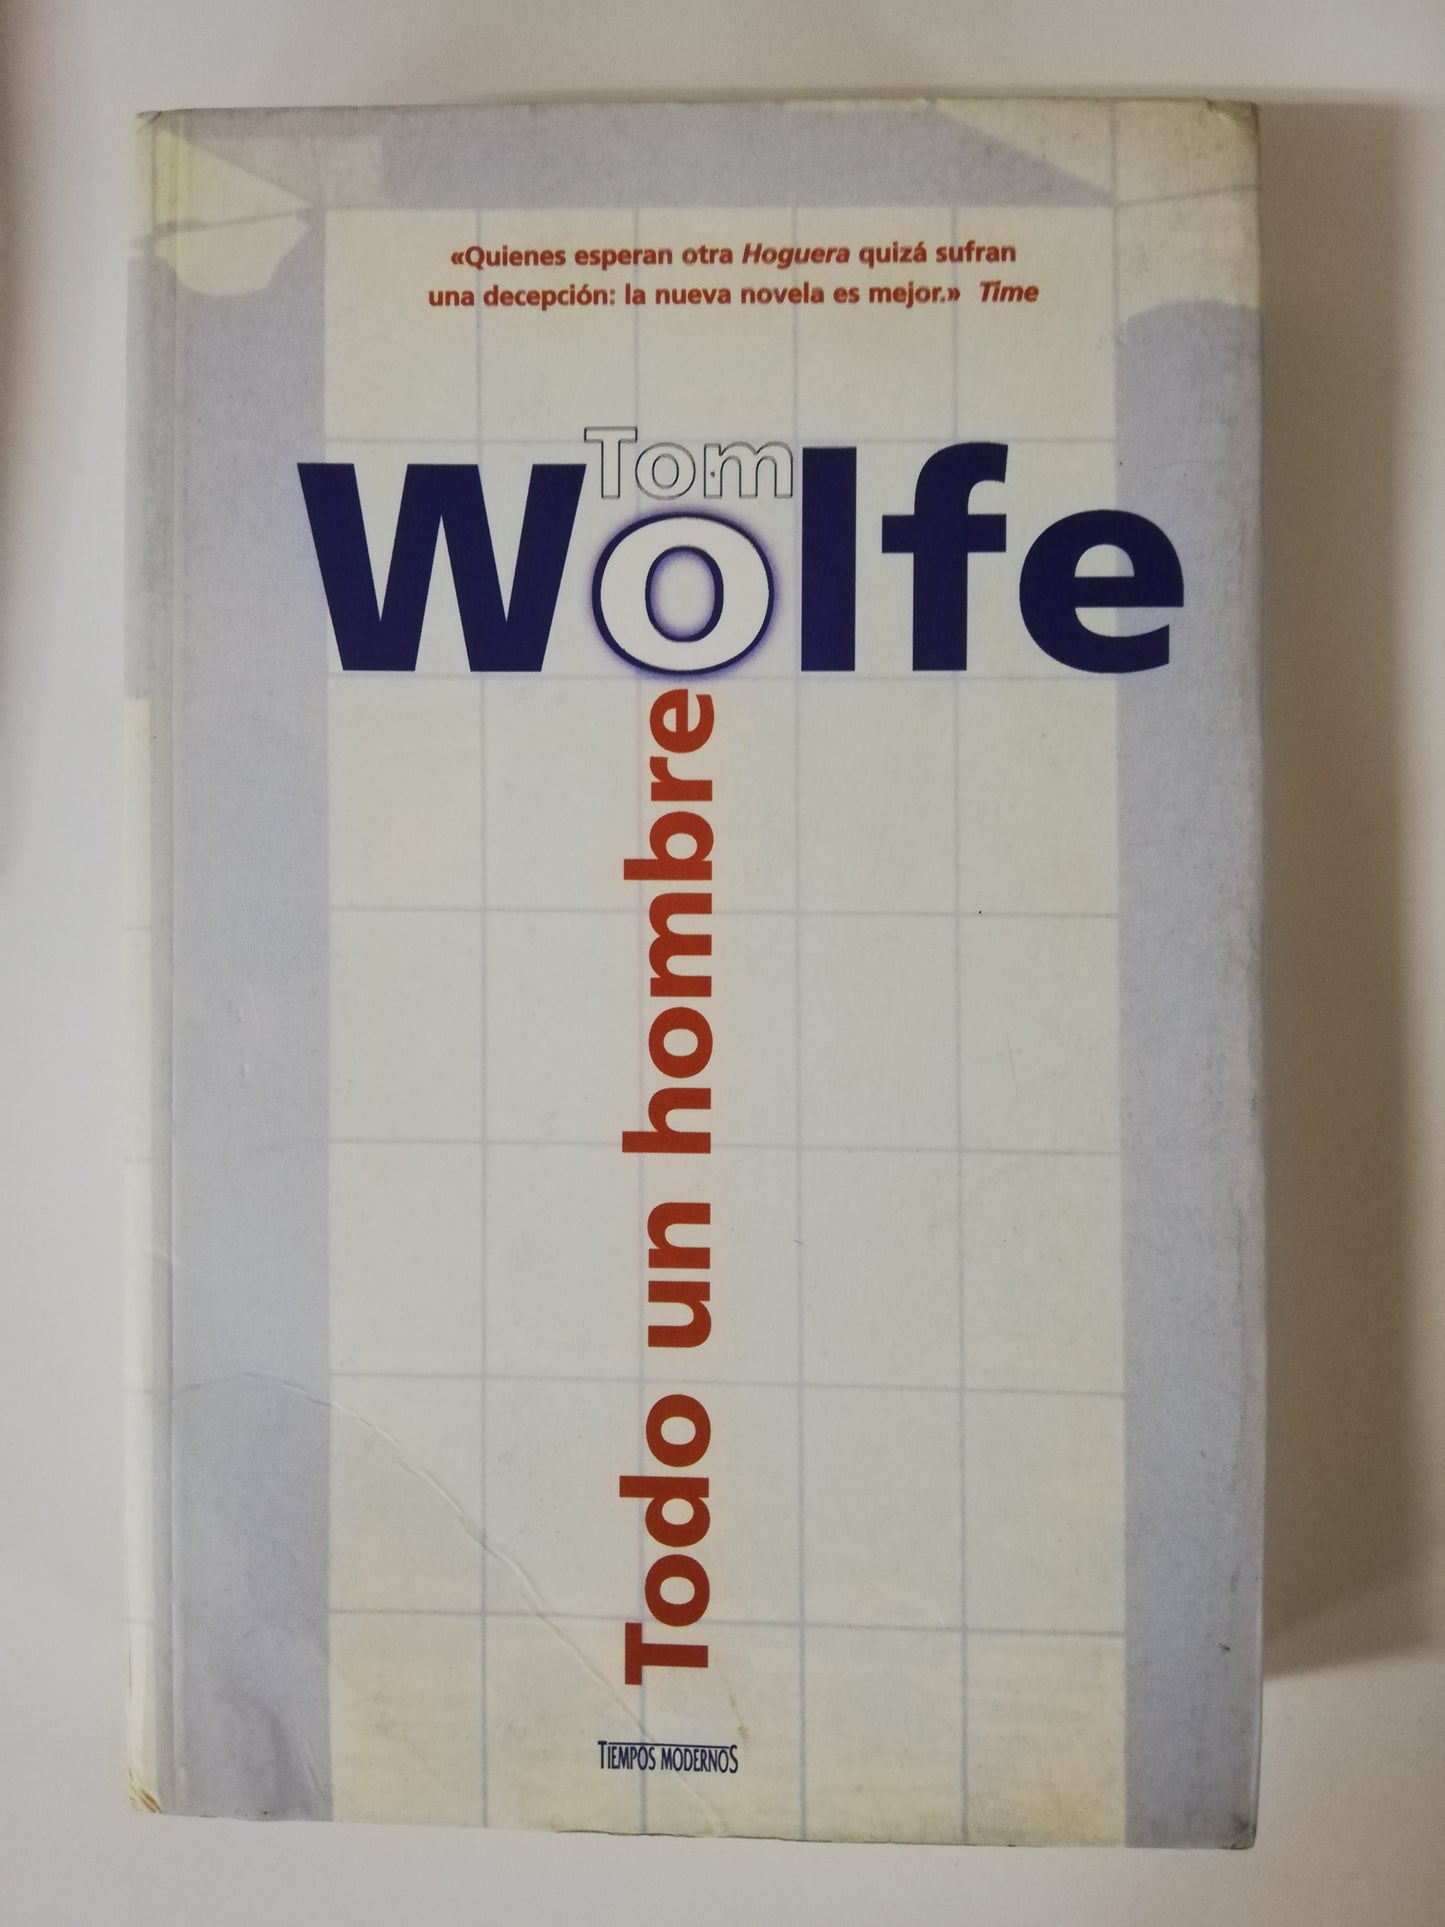 «Quienes esperan otra Hoguera quizá sufran
una decepción: la nueva novela es mejor.» Time
Tom
Wolfe
Todo un hombre
TIEMPOS MODERNOS